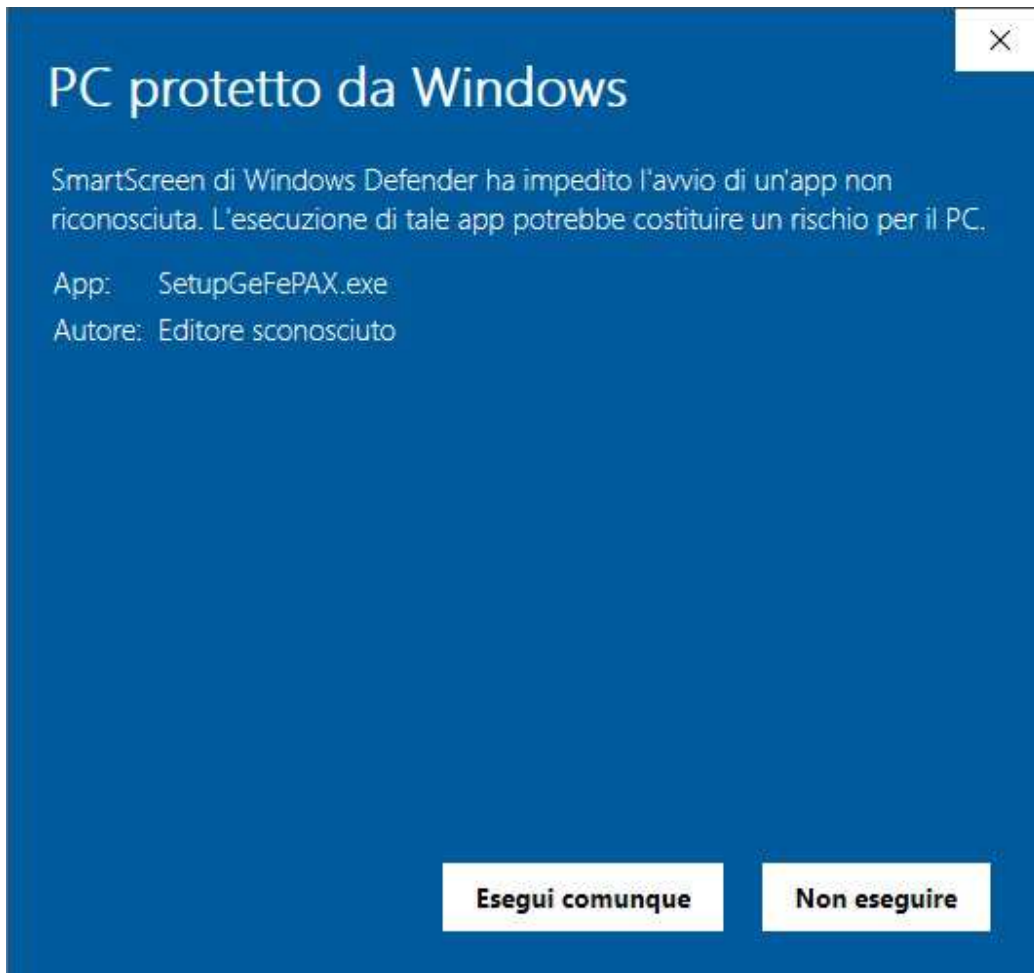 PC protetto da Windows
SmartScreen di Windows Defender ha impedito l'avvio di un'app non
riconosciuta. L'esecuzione di tale app potrebbe costituire un rischio per il PC.
App: SetupGeFePAX.exe
Autore: Editore sconosciuto
Esegui comunque Non eseguire